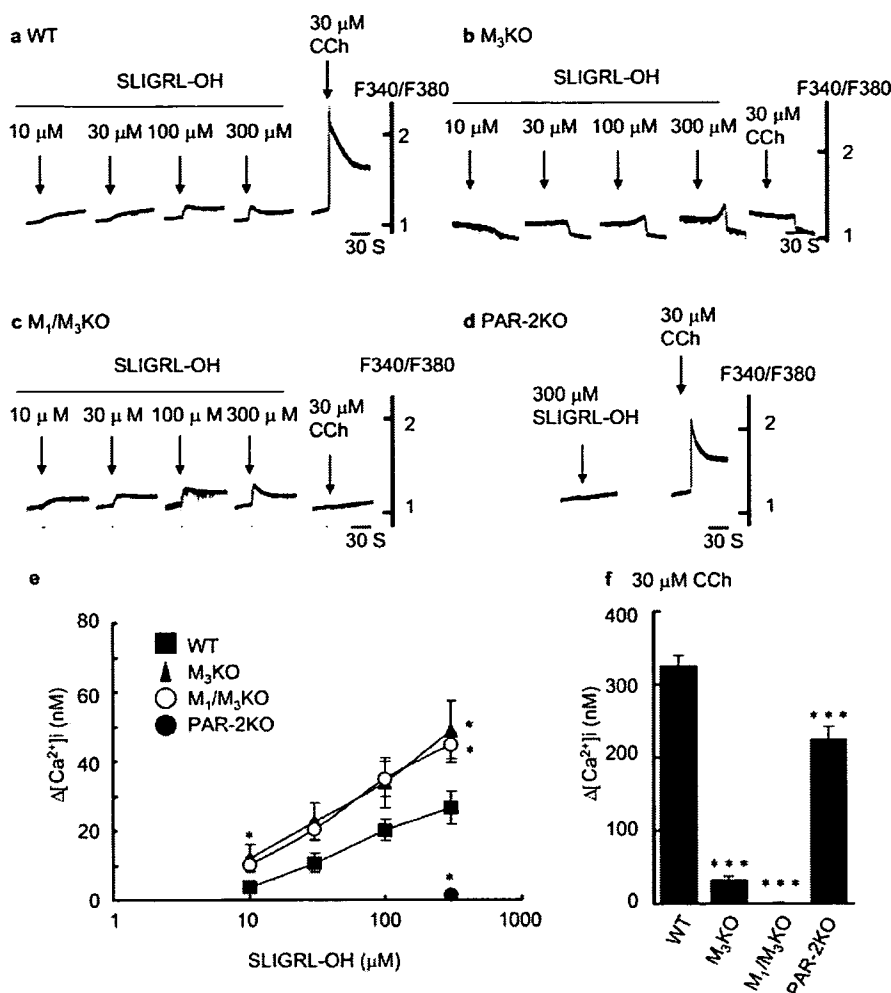 a WT
30 μM
CCh
SLIGRL-OH
F340/F380
10 μM 30 μM 100 μM 300 μM
2
1
30 S
b M₃KO
SLIGRL-OH
F340/F380
10 μM 30 μM 100 μM 300 μM
30 μM
CCh
2
1
30 S
c M₁/M₃KO
SLIGRL-OH
F340/F380
10 μ M 30 μ M 100 μ M 300 μ M
30 μM
CCh
2
1
30 S
d PAR-2KO
30 μM
CCh
F340/F380
300 μM
SLIGRL-OH
2
1
30 S
e
Δ[Ca²⁺]i (nM)
80
60
40
20
0
WT
M₃KO
M₁/M₃KO
PAR-2KO
*
*
*
*
1 10 100 1000
SLIGRL-OH (μM)
f 30 μM CCh
Δ[Ca²⁺]i (nM)
400
300
200
100
0
* * *
* * *
* * *
WT
M₃KO
M₁/M₃KO
PAR-2KO